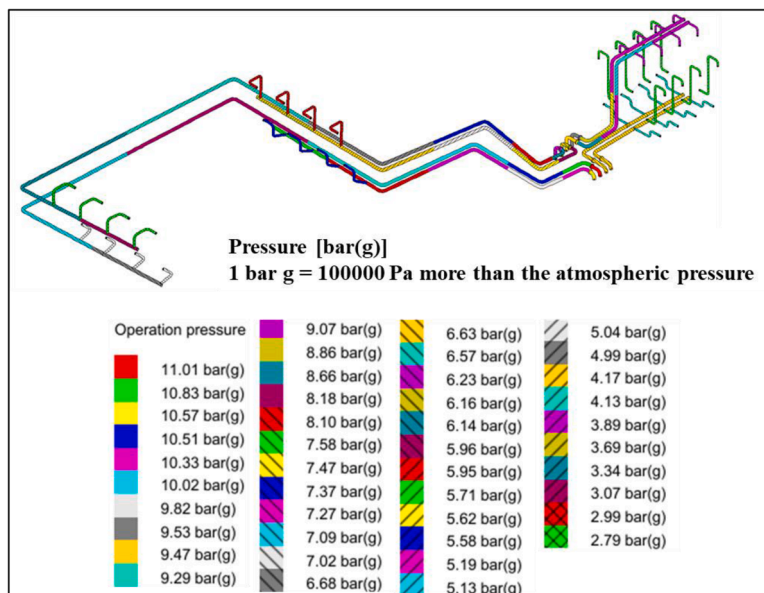 Pressure [bar(g)]
1 bar g = 100000 Pa more than the atmospheric pressure
Operation pressure
11.01 bar(g)
10.83 bar(g)
10.57 bar(g)
10.51 bar(g)
10.33 bar(g)
10.02 bar(g)
9.82 bar(g)
9.53 bar(g)
9.47 bar(g)
9.29 bar(g)
9.07 bar(g)
8.86 bar(g)
8.66 bar(g)
8.18 bar(g)
8.10 bar(g)
7.58 bar(g)
7.47 bar(g)
7.37 bar(g)
7.27 bar(g)
7.09 bar(g)
7.02 bar(g)
6.68 bar(g)
6.63 bar(g)
6.57 bar(g)
6.23 bar(g)
6.16 bar(g)
6.14 bar(g)
5.96 bar(g)
5.95 bar(g)
5.71 bar(g)
5.62 bar(g)
5.58 bar(g)
5.19 bar(g)
5.13 bar(g)
5.04 bar(g)
4.99 bar(g)
4.17 bar(g)
4.13 bar(g)
3.89 bar(g)
3.69 bar(g)
3.34 bar(g)
3.07 bar(g)
2.99 bar(g)
2.79 bar(g)